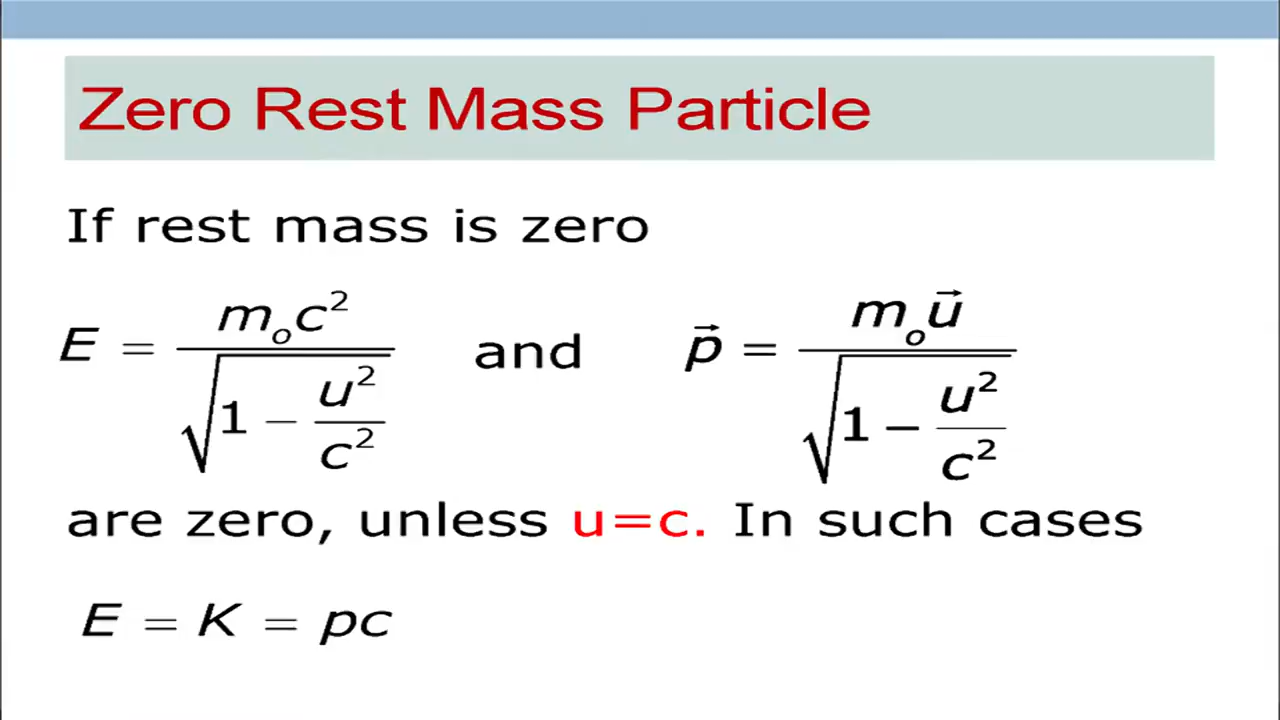 Zero Rest Mass Particle
If rest mass is zero
E = m₀c² / √(1 − u²/c²) and p⃗ = m₀u⃗ / √(1 − u²/c²)
are zero, unless u=c. In such cases
E = K = pc